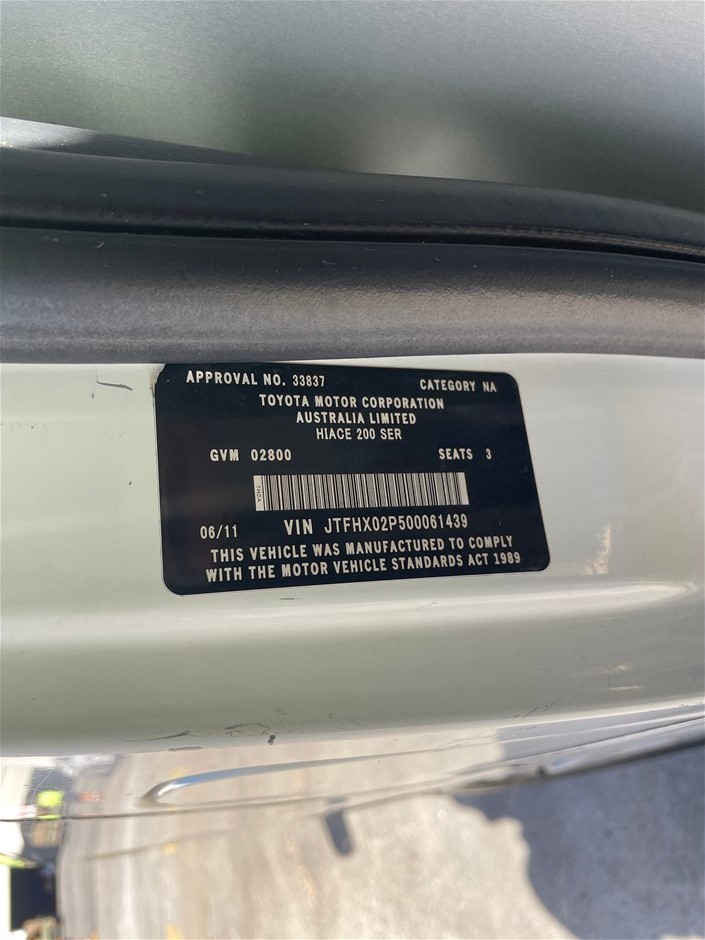 APPROVAL NO. 33837 CATEGORY NA
TOYOTA MOTOR CORPORATION
AUSTRALIA LIMITED
HIACE 200 SER
GVM 02800 SEATS 3
TMCA
06/11 VIN JTFHX02P500061439
THIS VEHICLE WAS MANUFACTURED TO COMPLY
WITH THE MOTOR VEHICLE STANDARDS ACT 1989